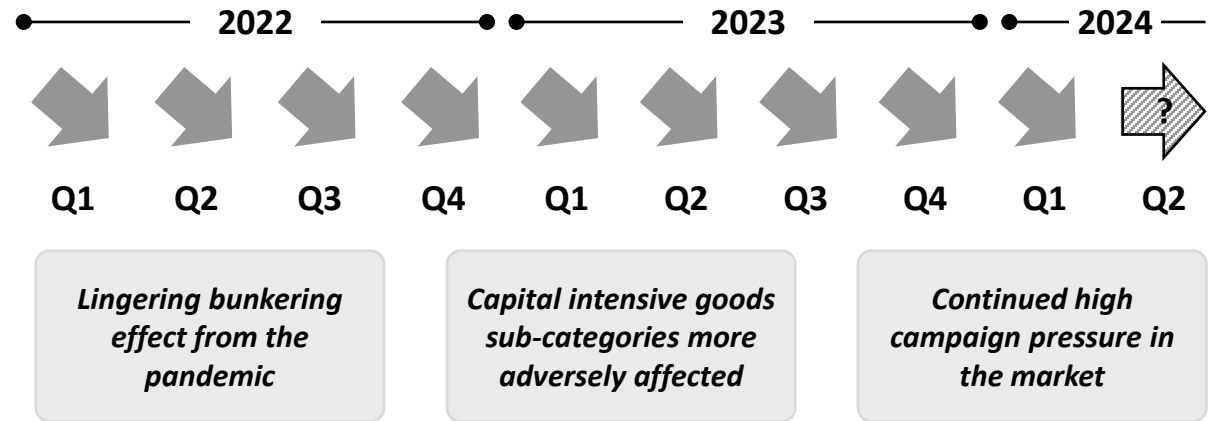 2022 2023 2024
?
Q1 Q2 Q3 Q4 Q1 Q2 Q3 Q4 Q1 Q2
Lingering bunkering
effect from the
pandemic
Capital intensive goods
sub-categories more
adversely affected
Continued high
campaign pressure in
the market